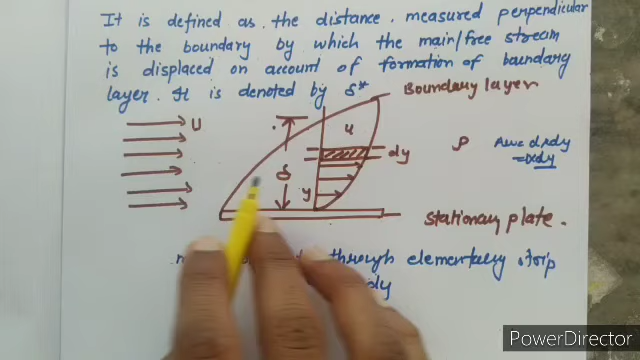 It is defined as the distance measured perpendicular
to the boundary by which the main/free stream
is displaced on account of formation of boundary
layer. It is denoted by δ*
Boundary layer
U
u
dy
ρ
δ
y
Stationary plate.
through elementary strip
dy
PowerDirector